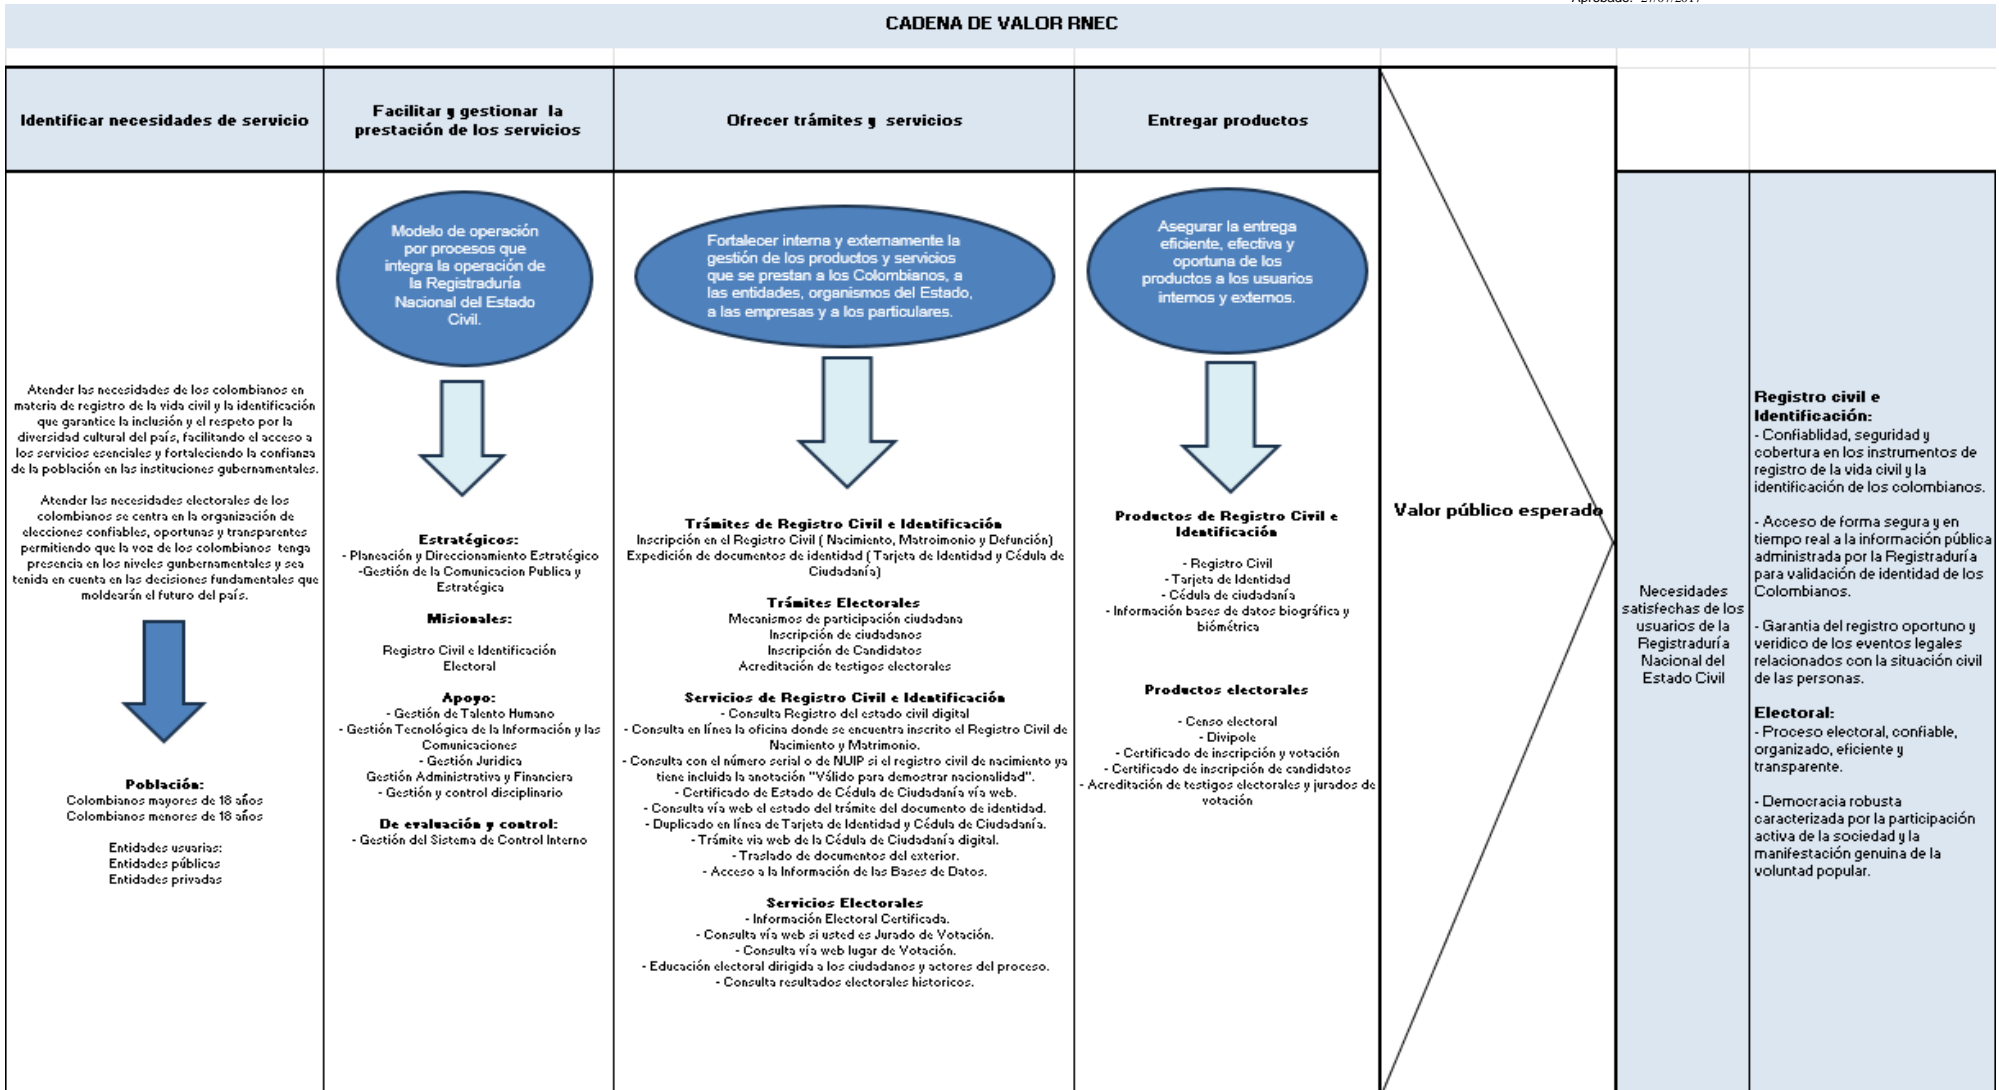 Aprobado: 27/07/2017
CADENA DE VALOR RNEC
Identificar necesidades de servicio
Facilitar y gestionar la
prestación de los servicios
Ofrecer trámites y servicios
Entregar productos
Atender las necesidades de los colombianos en
materia de registro de la vida civil y la identificación
que garantice la inclusión y el respeto por la
diversidad cultural del país, facilitando el acceso a
los servicios esenciales y fortaleciendo la confianza
de la población en las instituciones gubernamentales.
Atender las necesidades electorales de los
colombianos se centra en la organización de
elecciones confiables, oportunas y transparentes
permitiendo que la voz de los colombianos tenga
presencia en los niveles gunbernamentales y sea
tenida en cuenta en las decisiones fundamentales que
moldearán el futuro del país.
Población:
Colombianos mayores de 18 años
Colombianos menores de 18 años
Entidades usuarias:
Entidades públicas
Entidades privadas
Modelo de operación
por procesos que
integra la operación de
la Registraduría
Nacional del Estado
Civil.
Estratégicos:
- Planeación y Direccionamiento Estratégico
-Gestión de la Comunicacion Publica y
Estratégica
Misionales:
Registro Civil e Identificación
Electoral
Apoyo:
- Gestión de Talento Humano
- Gestión Tecnológica de la Información y las
Comunicaciones
- Gestión Juridica
Gestión Administrativa y Financiera
- Gestión y control disciplinario
De evaluación y control:
- Gestión del Sistema de Control Interno
Fortalecer interna y externamente la
gestión de los productos y servicios
que se prestan a los Colombianos, a
las entidades, organismos del Estado,
a las empresas y a los particulares.
Trámites de Registro Civil e Identificación
Inscripción en el Registro Civil ( Nacimiento, Matroimonio y Defunción)
Expedición de documentos de identidad ( Tarjeta de Identidad y Cédula de
Ciudadanía)
Trámites Electorales
Mecanismos de participación ciudadana
Inscripción de ciudadanos
Inscripción de Candidatos
Acreditación de testigos electorales
Servicios de Registro Civil e Identificación
- Consulta Registro del estado civil digital
- Consulta en línea la oficina donde se encuentra inscrito el Registro Civil de
Nacimiento y Matrimonio.
- Consulta con el número serial o de NUIP si el registro civil de nacimiento ya
tiene incluida la anotación "Válido para demostrar nacionalidad".
- Certificado de Estado de Cédula de Ciudadanía vía web.
- Consulta vía web el estado del trámite del documento de identidad.
- Duplicado en línea de Tarjeta de Identidad y Cédula de Ciudadanía.
- Trámite via web de la Cédula de Ciudadanía digital.
- Traslado de documentos del exterior.
- Acceso a la Información de las Bases de Datos.
Servicios Electorales
- Información Electoral Certificada.
- Consulta vía web si usted es Jurado de Votación.
- Consulta vía web lugar de Votación.
- Educación electoral dirigida a los ciudadanos y actores del proceso.
- Consulta resultados electorales historicos.
Asegurar la entrega
eficiente, efectiva y
oportuna de los
productos a los usuarios
internos y externos.
Productos de Registro Civil e
Identificación
- Registro Civil
- Tarjeta de Identidad
- Cédula de ciudadanía
- Información bases de datos biográfica y
biómétrica
Productos electorales
- Censo electoral
- Divipole
- Certificado de inscripción y votación
- Certificado de inscripción de candidatos
- Acreditación de testigos electorales y jurados de
votación
Valor público esperado
Necesidades
satisfechas de los
usuarios de la
Registraduría
Nacional del
Estado Civil
Registro civil e
Identificación:
- Confiablidad, seguridad y
cobertura en los instrumentos de
registro de la vida civil y la
identificación de los colombianos.
- Acceso de forma segura y en
tiempo real a la información pública
administrada por la Registraduría
para validación de identidad de los
Colombianos.
- Garantia del registro oportuno y
veridico de los eventos legales
relacionados con la situación civil
de las personas.
Electoral:
- Proceso electoral, confiable,
organizado, eficiente y
transparente.
- Democracia robusta
caracterizada por la participación
activa de la sociedad y la
manifestación genuina de la
voluntad popular.